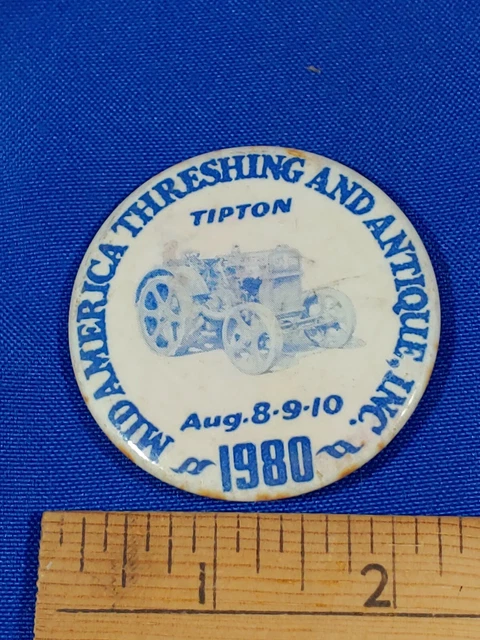 MID AMERICA THRESHING AND ANTIQUE, INC.
TIPTON
Aug. 8-9-10
1980
1 2